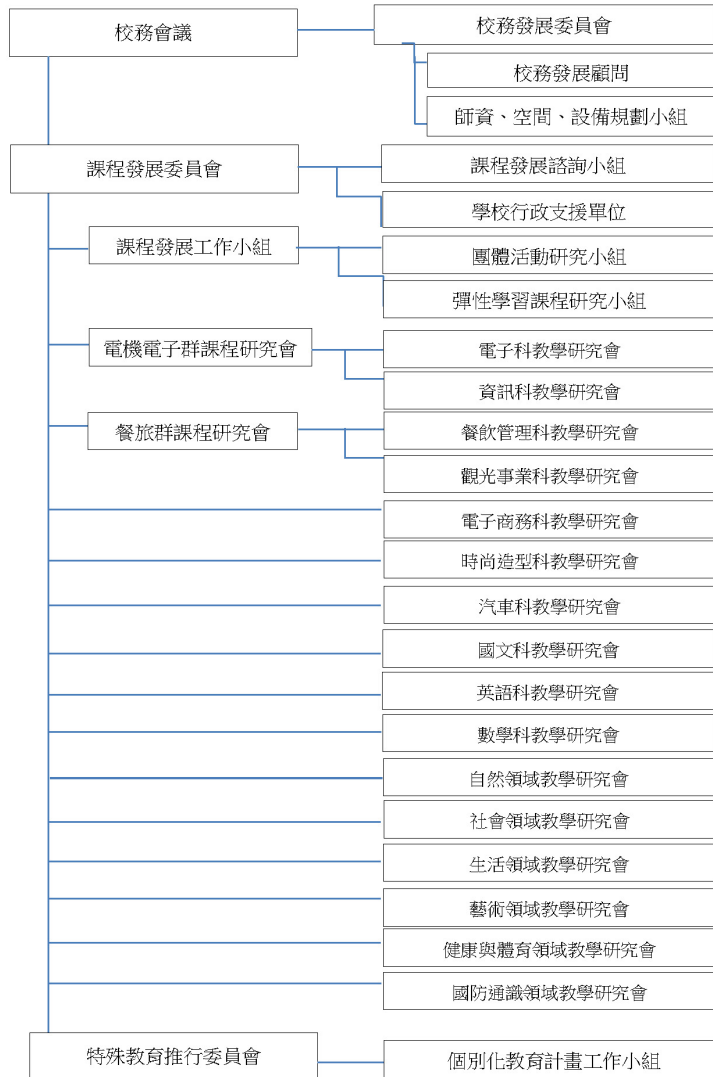 校務會議
校務發展委員會
校務發展顧問
師資、空間、設備規劃小組
課程發展委員會
課程發展諮詢小組
學校行政支援單位
課程發展工作小組
團體活動研究小組
彈性學習課程研究小組
電機電子群課程研究會
電子科教學研究會
資訊科教學研究會
餐旅群課程研究會
餐飲管理科教學研究會
觀光事業科教學研究會
電子商務科教學研究會
時尚造型科教學研究會
汽車科教學研究會
國文科教學研究會
英語科教學研究會
數學科教學研究會
自然領域教學研究會
社會領域教學研究會
生活領域教學研究會
藝術領域教學研究會
健康與體育領域教學研究會
國防通識領域教學研究會
特殊教育推行委員會
個別化教育計畫工作小組